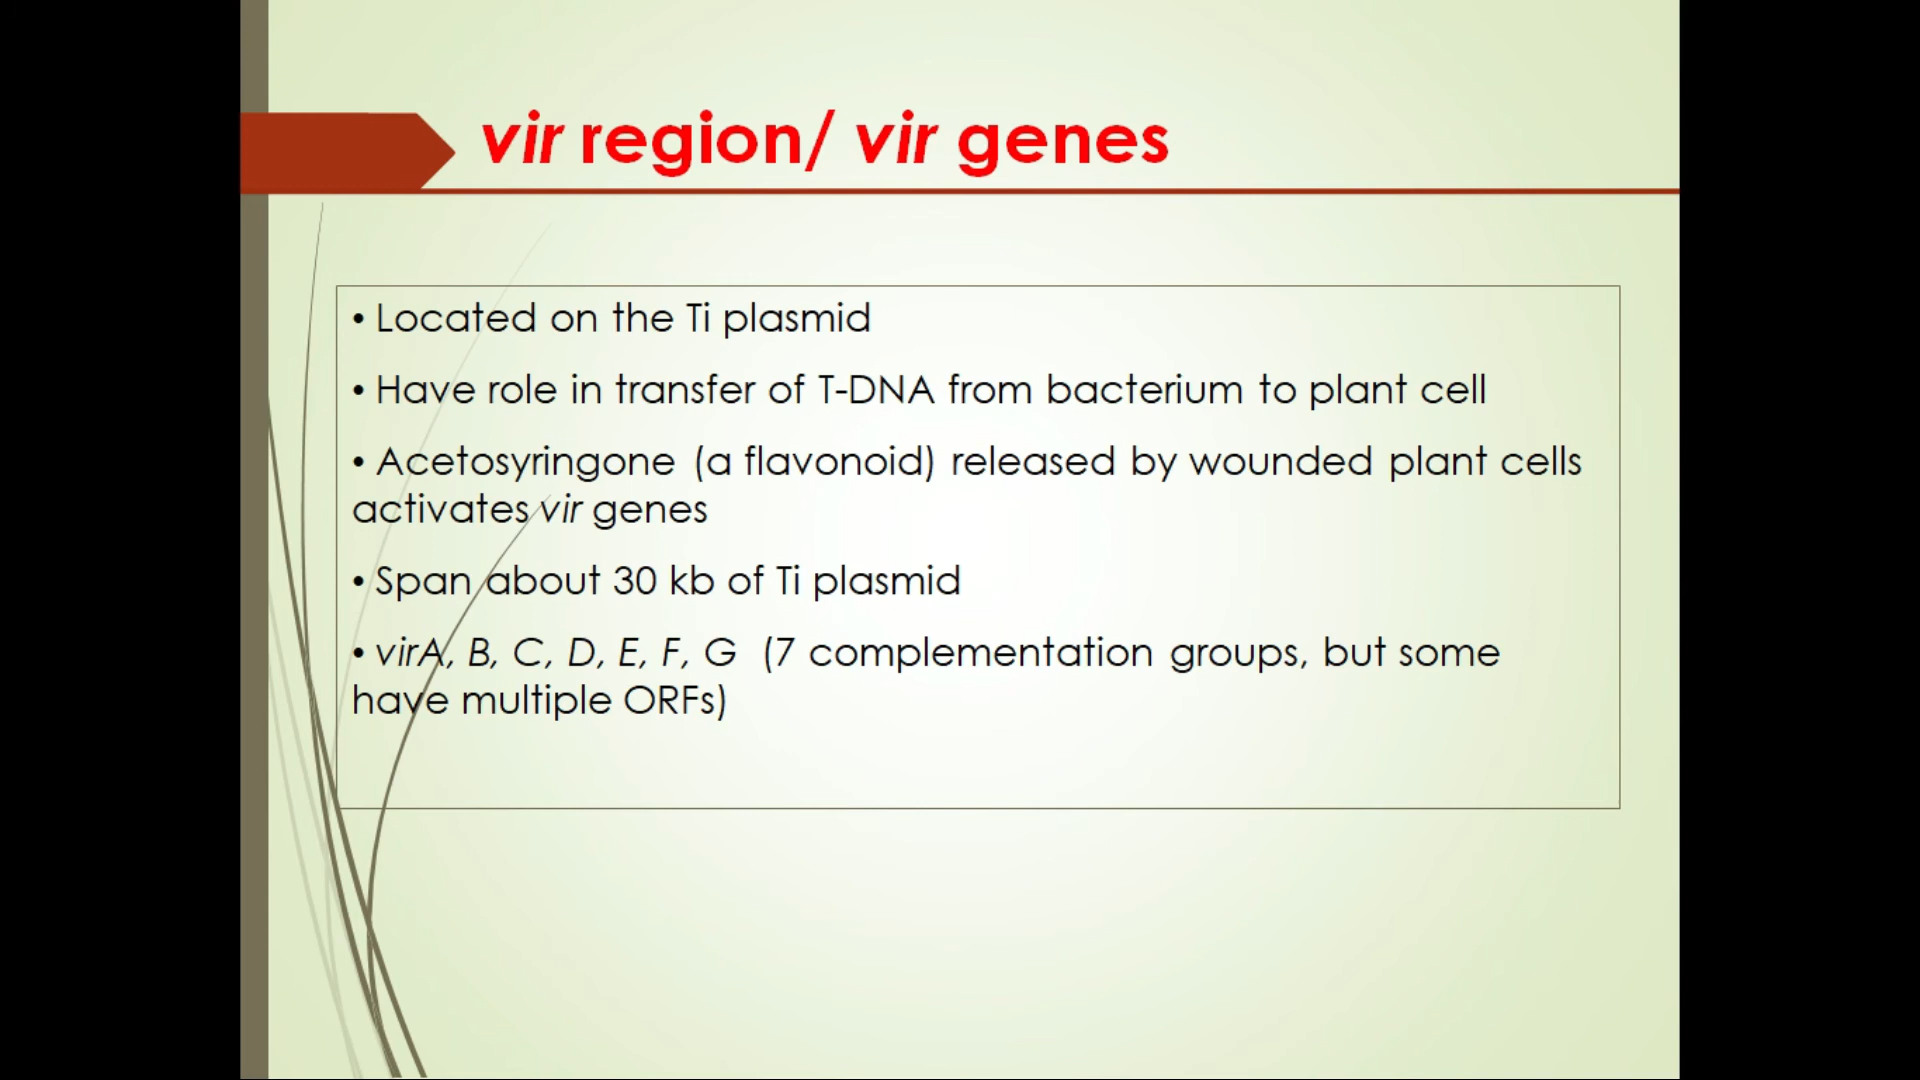 vir region/ vir genes
• Located on the Ti plasmid
• Have role in transfer of T-DNA from bacterium to plant cell
• Acetosyringone (a flavonoid) released by wounded plant cells
activates vir genes
• Span about 30 kb of Ti plasmid
• virA, B, C, D, E, F, G (7 complementation groups, but some
have multiple ORFs)